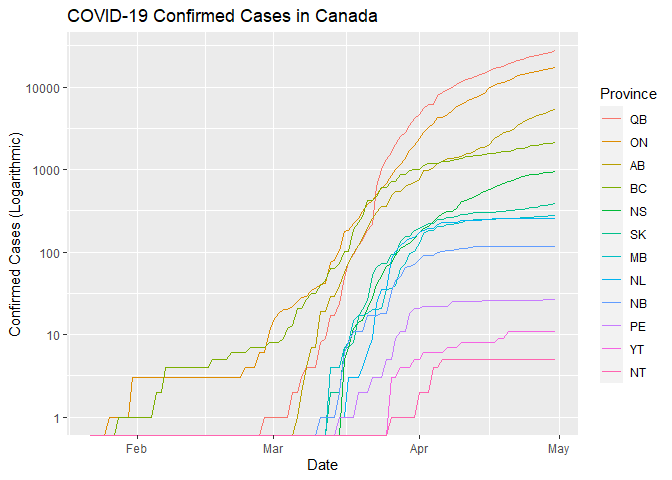 COVID-19 Confirmed Cases in Canada
Confirmed Cases (Logarithmic)
10000
1000
100
10
1
Feb
Mar
Apr
May
Date
Province
QB
ON
AB
BC
NS
SK
MB
NL
NB
PE
YT
NT